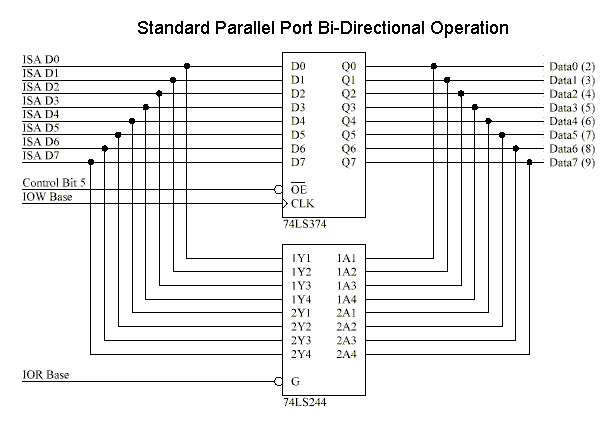 Standard Parallel Port Bi-Directional Operation
ISA D0 D0 Q0 Data0 (2)
ISA D1 D1 Q1 Data1 (3)
ISA D2 D2 Q2 Data2 (4)
ISA D3 D3 Q3 Data3 (5)
ISA D4 D4 Q4 Data4 (6)
ISA D5 D5 Q5 Data5 (7)
ISA D6 D6 Q6 Data6 (8)
ISA D7 D7 Q7 Data7 (9)
Control Bit 5 OE
IOW Base CLK
74LS374
1Y1 1A1
1Y2 1A2
1Y3 1A3
1Y4 1A4
2Y1 2A1
2Y2 2A2
2Y3 2A3
2Y4 2A4
IOR Base G
74LS244